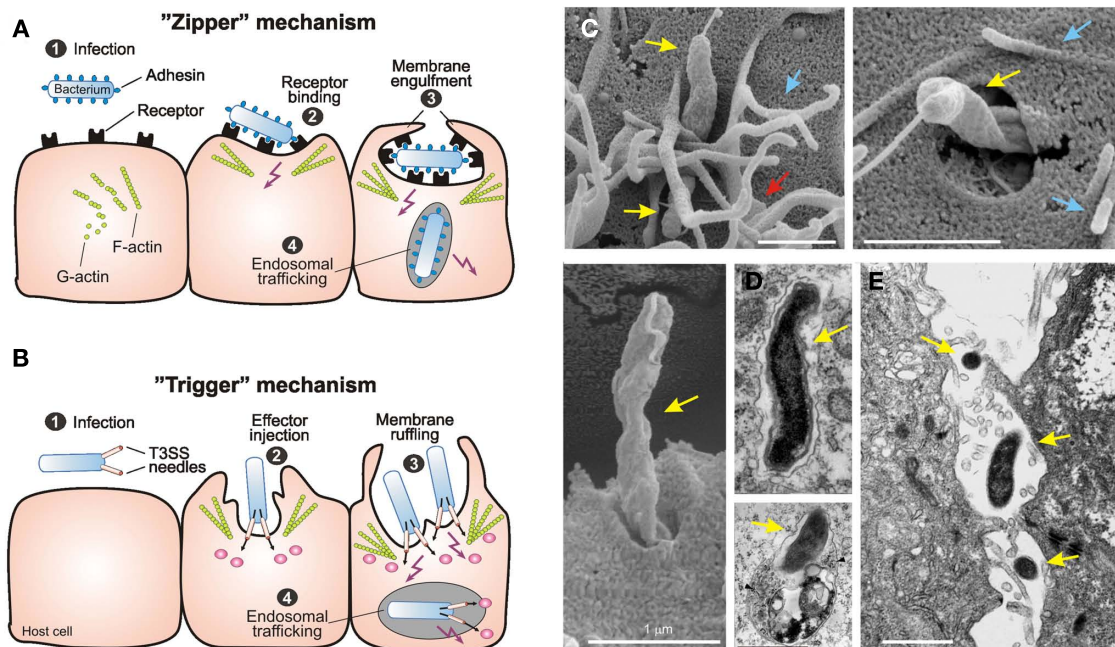 A
”Zipper” mechanism
1 Infection
Bacterium
Adhesin
Receptor
F-actin
G-actin
Receptor
binding
2
Membrane
engulfment
3
4
Endosomal
trafficking
B
”Trigger” mechanism
1 Infection
T3SS
needles
Host cell
Effector
injection
2
Membrane
ruffling
3
4
Endosomal
trafficking
C
1 µm
D
E